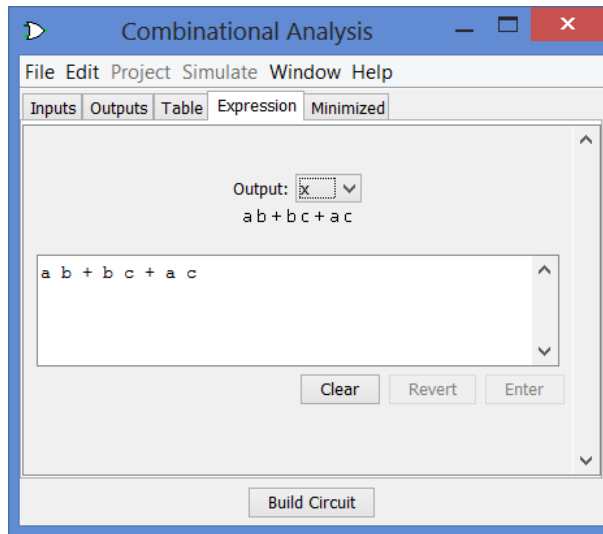 Combinational Analysis
File Edit Project Simulate Window Help
Inputs Outputs Table Expression Minimized
Output: x
a b + b c + a c
a b + b c + a c
Clear Revert Enter
Build Circuit